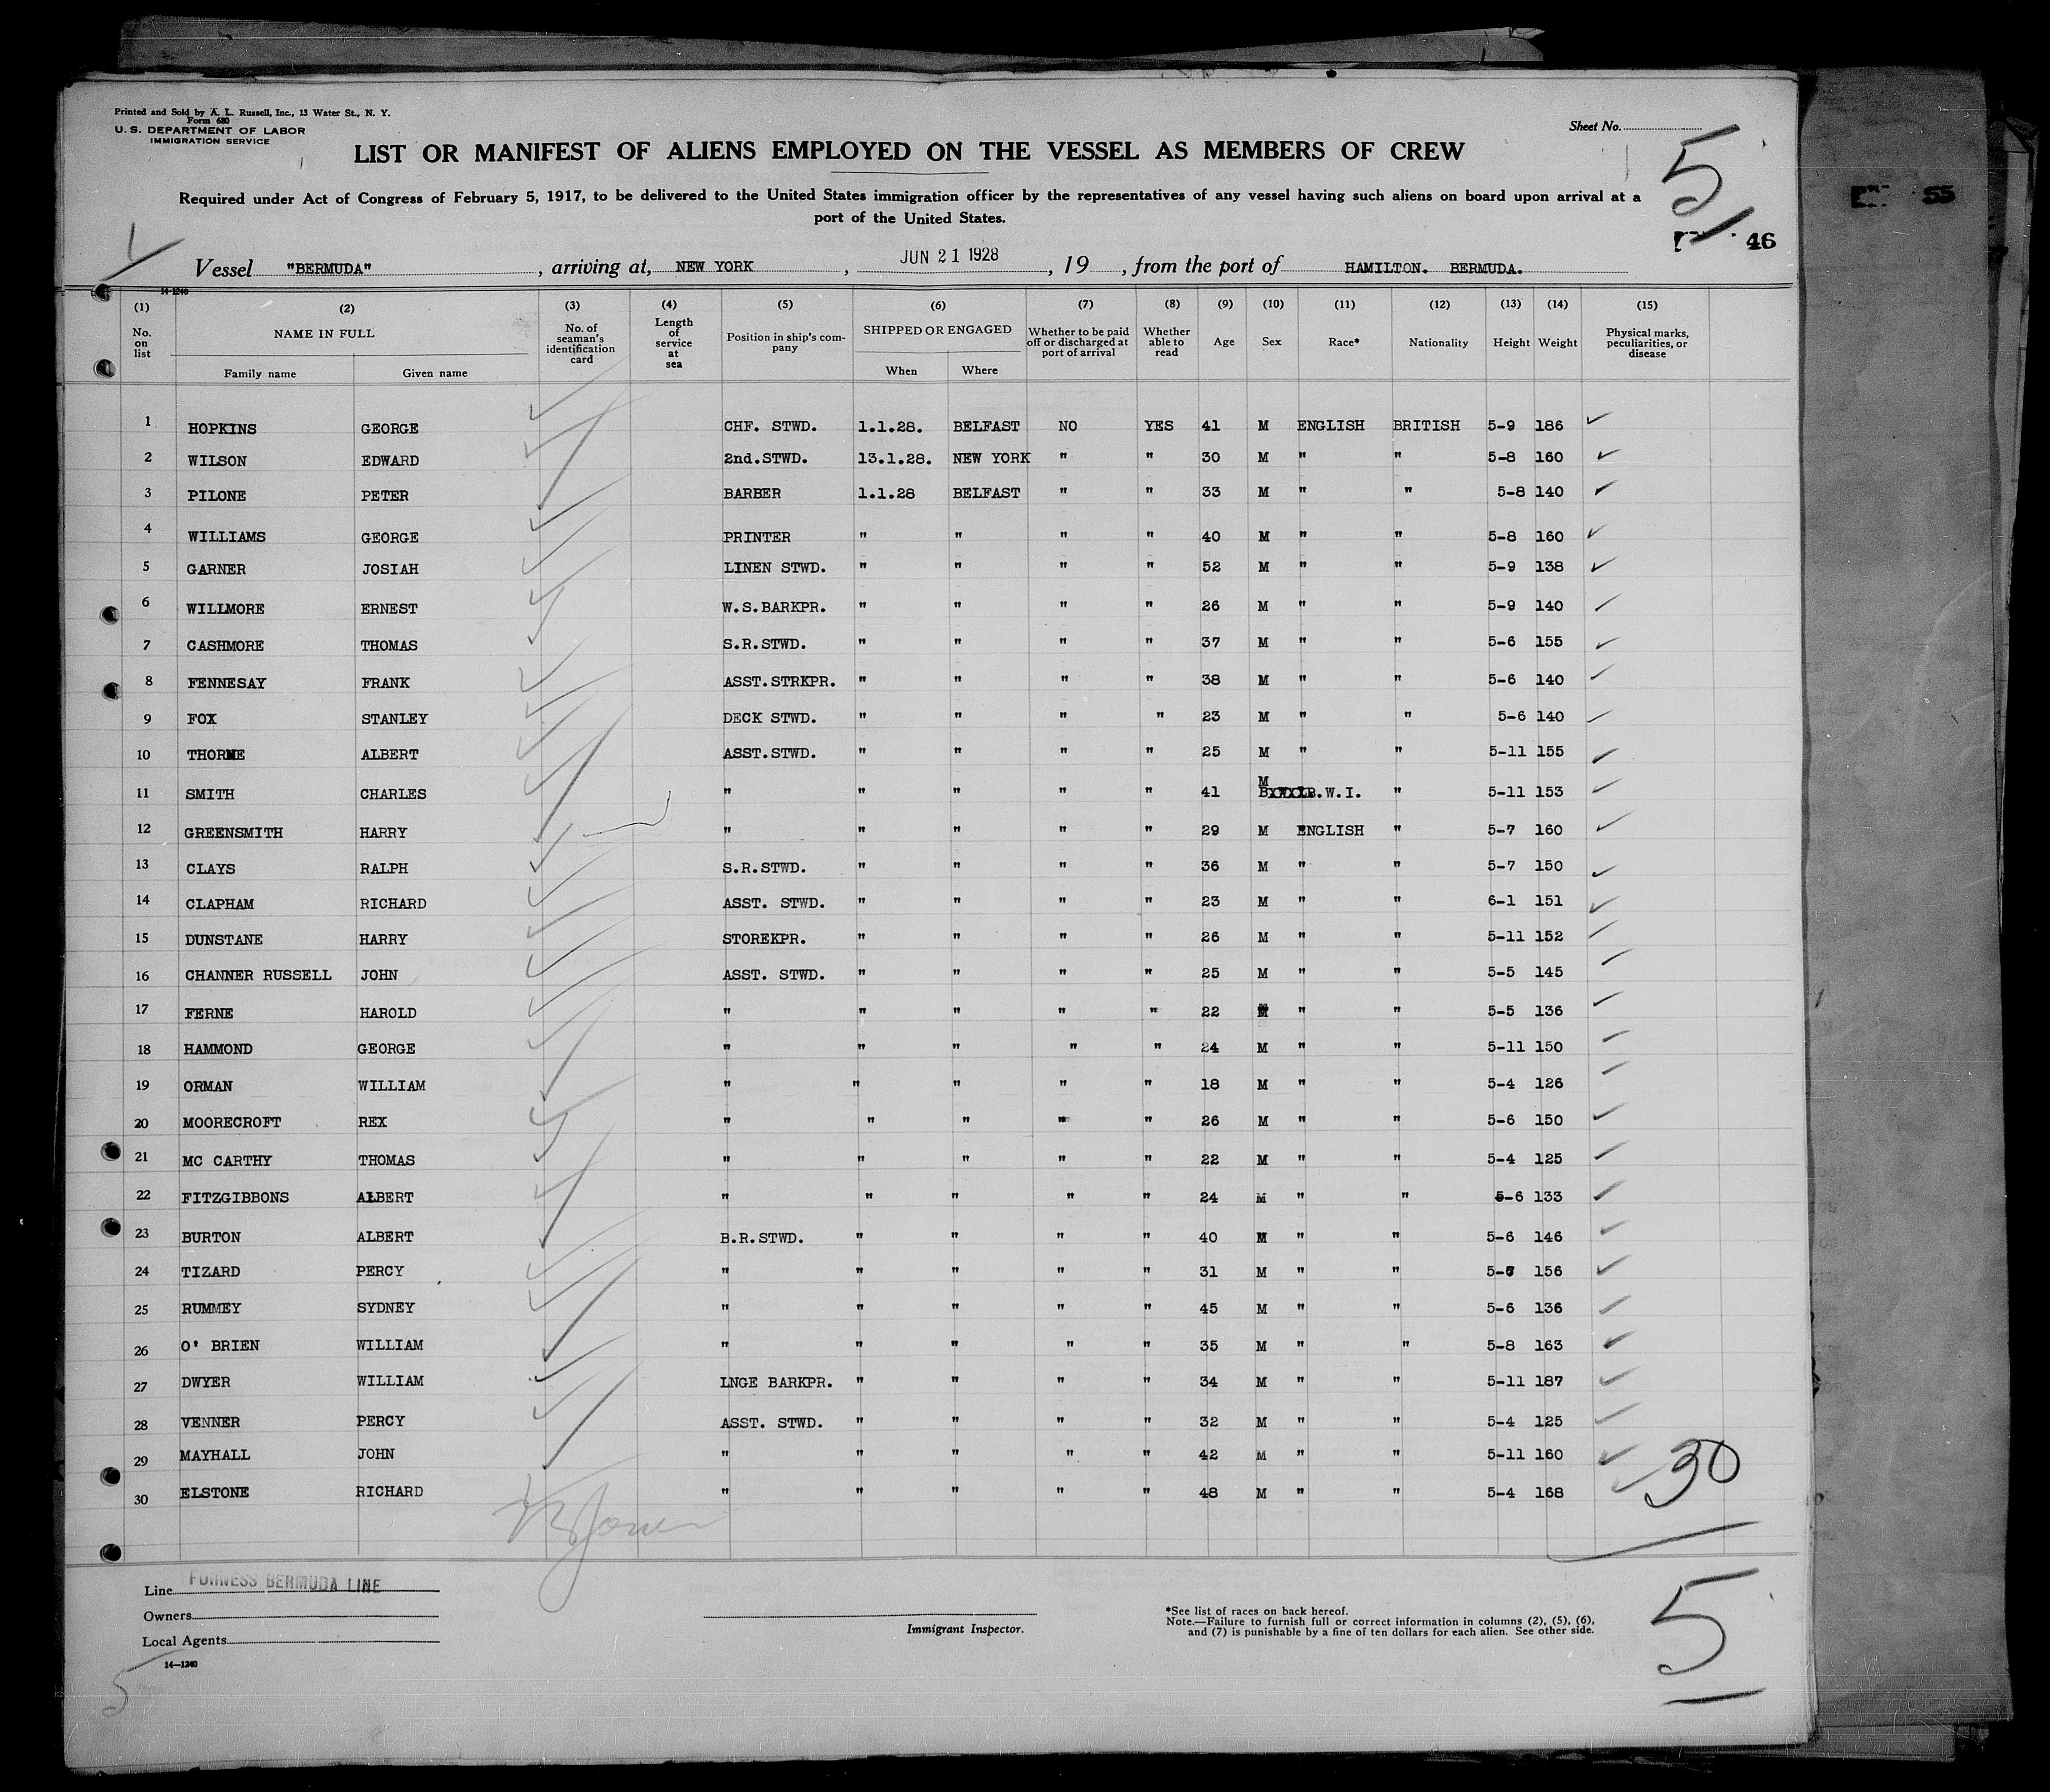 Printed and Sold by A. L. Russell, Inc., 13 Water St., N. Y.
Form 680
U. S. DEPARTMENT OF LABOR
IMMIGRATION SERVICE
Sheet No. 5
LIST OR MANIFEST OF ALIENS EMPLOYED ON THE VESSEL AS MEMBERS OF CREW
Required under Act of Congress of February 5, 1917, to be delivered to the United States immigration officer by the representatives of any vessel having such aliens on board upon arrival at a
port of the United States.
46
55
Vessel "BERMUDA", arriving at, NEW YORK, JUN 21 1928, 19, from the port of HAMILTON. BERMUDA.
14-1240
(1) (2) (3) (4) (5) (6) (7) (8) (9) (10) (11) (12) (13) (14) (15)
No. on list NAME IN FULL Family name Given name No. of seaman's identification card Length of service at sea Position in ship's company SHIPPED OR ENGAGED When Where Whether to be paid off or discharged at port of arrival Whether able to read Age Sex Race* Nationality Height Weight Physical marks, peculiarities, or disease
1 HOPKINS GEORGE CHF. STWD. 1.1.28. BELFAST NO YES 41 M ENGLISH BRITISH 5-9 186
2 WILSON EDWARD 2nd.STWD. 13.1.28. NEW YORK " " 30 M " " 5-8 160
3 PILONE PETER BARBER 1.1.28 BELFAST " " 33 M " " 5-8 140
4 WILLIAMS GEORGE PRINTER " " " " 40 M " " 5-8 160
5 GARNER JOSIAH LINEN STWD. " " " " 52 M " " 5-9 138
6 WILLMORE ERNEST W.S.BARKPR. " " " " 26 M " " 5-9 140
7 CASHMORE THOMAS S.R.STWD. " " " " 37 M " " 5-6 155
8 FENNESAY FRANK ASST.STRKPR. " " " " 38 M " " 5-6 140
9 FOX STANLEY DECK STWD. " " " " 23 M " " 5-6 140
10 THORNE ALBERT ASST.STWD. " " " " 25 M " " 5-11 155
11 SMITH CHARLES " " " " " 41 M B.W.I. " 5-11 153
12 GREENSMITH HARRY " " " " " 29 M ENGLISH " 5-7 160
13 CLAYS RALPH S.R.STWD. " " " " 36 M " " 5-7 150
14 CLAPHAM RICHARD ASST. STWD. " " " " 23 M " " 6-1 151
15 DUNSTANE HARRY STOREKPR. " " " " 26 M " " 5-11 152
16 CHANNER RUSSELL JOHN ASST. STWD. " " " " 25 M " " 5-5 145
17 FERNE HAROLD " " " " " 22 M " " 5-5 136
18 HAMMOND GEORGE " " " " " 24 M " " 5-11 150
19 ORMAN WILLIAM " " " " " 18 M " " 5-4 126
20 MOORECROFT REX " " " " " 26 M " " 5-6 150
21 MC CARTHY THOMAS " " " " " 22 M " " 5-4 125
22 FITZGIBBONS ALBERT " " " " " 24 M " " 5-6 133
23 BURTON ALBERT B.R.STWD. " " " " 40 M " " 5-6 146
24 TIZARD PERCY " " " " " 31 M " " 156
25 RUMMEY SYDNEY " " " " " 45 M " " 5-6 136
26 O' BRIEN WILLIAM " " " " " 35 M " " 5-8 163
27 DWYER WILLIAM LNGE BARKPR. " " " " 34 M " " 5-11 187
28 VENNER PERCY ASST. STWD. " " " " 32 M " " 5-4 125
29 MAYHALL JOHN " " " " " 42 M " " 5-11 160
30 ELSTONE RICHARD " " " " " 48 M " " 5-4 168
30
Line FURNESS BERMUDA LINE
Owners
Local Agents
14-1240
Immigrant Inspector.
*See list of races on back hereof.
Note.—Failure to furnish full or correct information in columns (2), (5), (6),
and (7) is punishable by a fine of ten dollars for each alien. See other side.
5
5